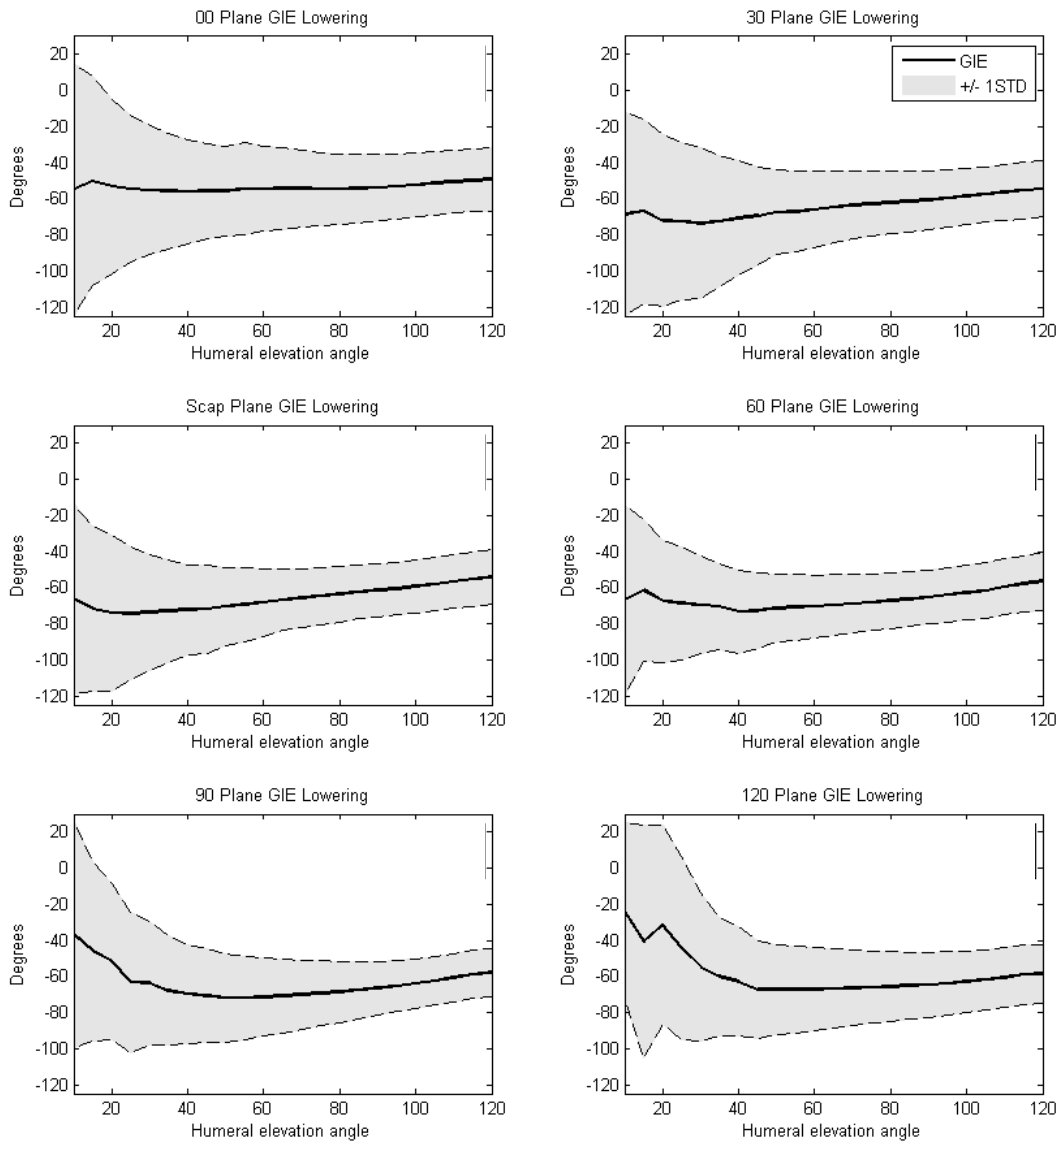 00 Plane GIE Lowering
20
0
-20
-40
-60
-80
-100
-120
Degrees
20 40 60 80 100 120
Humeral elevation angle
30 Plane GIE Lowering
GIE
+/- 1STD
20
0
-20
-40
-60
-80
-100
-120
Degrees
20 40 60 80 100 120
Humeral elevation angle
Scap Plane GIE Lowering
20
0
-20
-40
-60
-80
-100
-120
Degrees
20 40 60 80 100 120
Humeral elevation angle
60 Plane GIE Lowering
20
0
-20
-40
-60
-80
-100
-120
Degrees
20 40 60 80 100 120
Humeral elevation angle
90 Plane GIE Lowering
20
0
-20
-40
-60
-80
-100
-120
Degrees
20 40 60 80 100 120
Humeral elevation angle
120 Plane GIE Lowering
20
0
-20
-40
-60
-80
-100
-120
Degrees
20 40 60 80 100 120
Humeral elevation angle